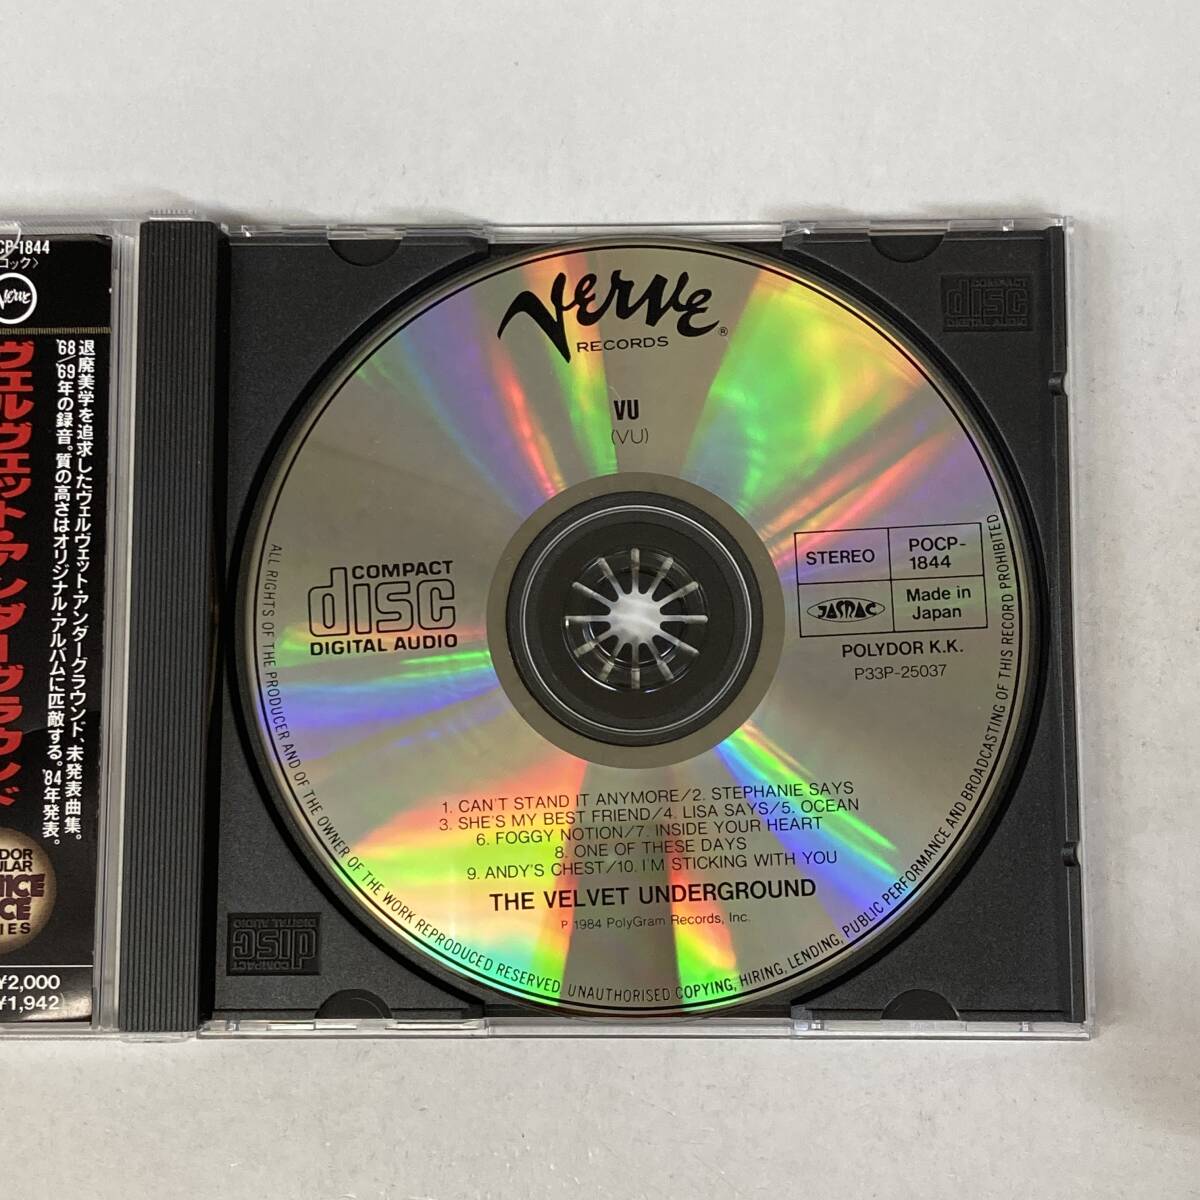 CP-1844
ロック〉
Verve
ヴェルヴェット・アンダーグラウンド
退廃美学を追求したヴェルヴェット・アンダーグラウンド、未発表曲集。
'68/'69年の録音。質の高さはオリジナル・アルバムに匹敵する。'84年発表。
DOR
ULAR
NICE
ICE
IES
¥2,000
¥1,942)
VERVE®
RECORDS
VU
(VU)
COMPACT
disc
DIGITAL AUDIO
STEREO
POCP-
1844
JASRAC
Made in
Japan
POLYDOR K.K.
P33P-25037
1. CAN'T STAND IT ANYMORE/2. STEPHANIE SAYS
3. SHE'S MY BEST FRIEND/4. LISA SAYS/5. OCEAN
6. FOGGY NOTION/7. INSIDE YOUR HEART
8. ONE OF THESE DAYS
9. ANDY'S CHEST/10. I'M STICKING WITH YOU
THE VELVET UNDERGROUND
P 1984 PolyGram Records, Inc.
ALL RIGHTS OF THE PRODUCER AND OF THE OWNER OF THE WORK REPRODUCED RESERVED. UNAUTHORISED COPYING, HIRING, LENDING, PUBLIC PERFORMANCE AND BROADCASTING OF THIS RECORD PROHIBITED
COMPACT
disc
DIGITAL AUDIO
COMPACT
disc
DIGITAL AUDIO